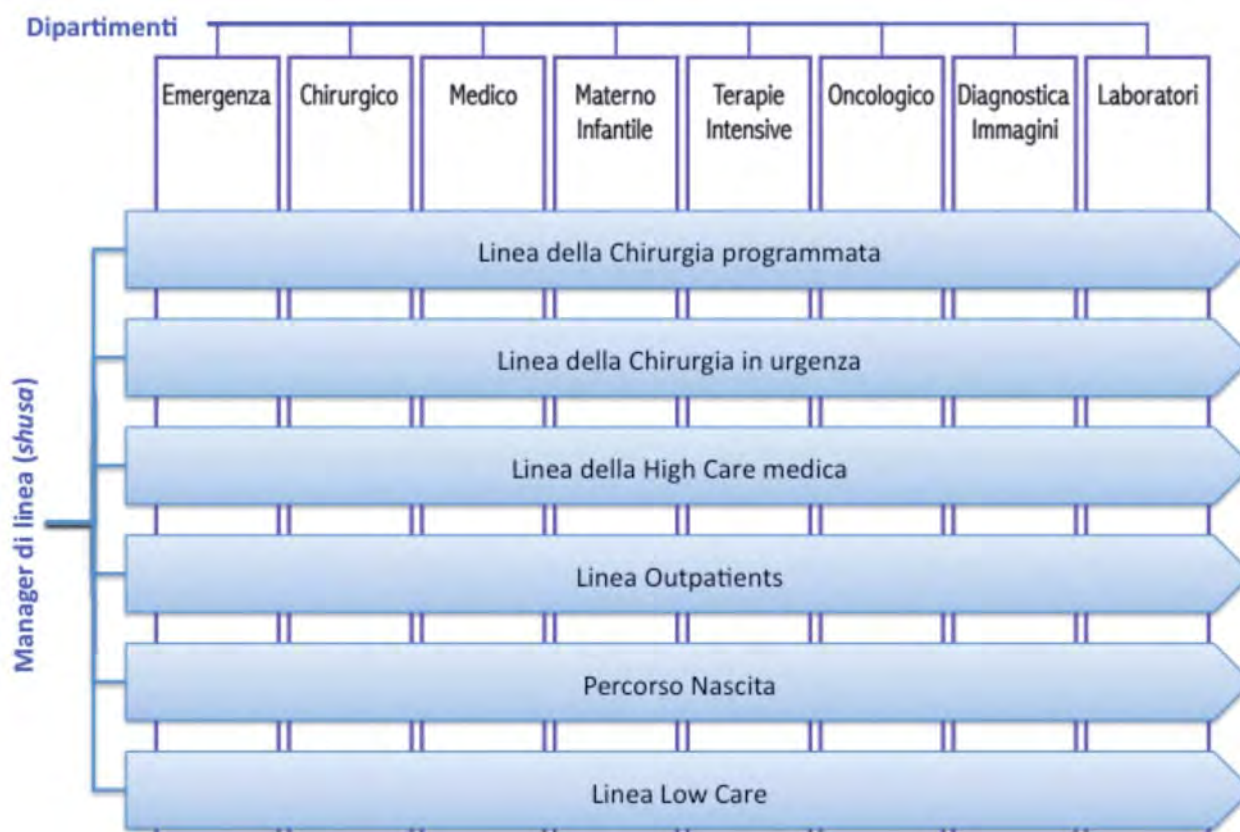 Dipartimenti
Emergenza
Chirurgico
Medico
Materno
Infantile
Terapie
Intensive
Oncologico
Diagnostica
Immagini
Laboratori
Manager di linea (shusa)
Linea della Chirurgia programmata
Linea della Chirurgia in urgenza
Linea della High Care medica
Linea Outpatients
Percorso Nascita
Linea Low Care